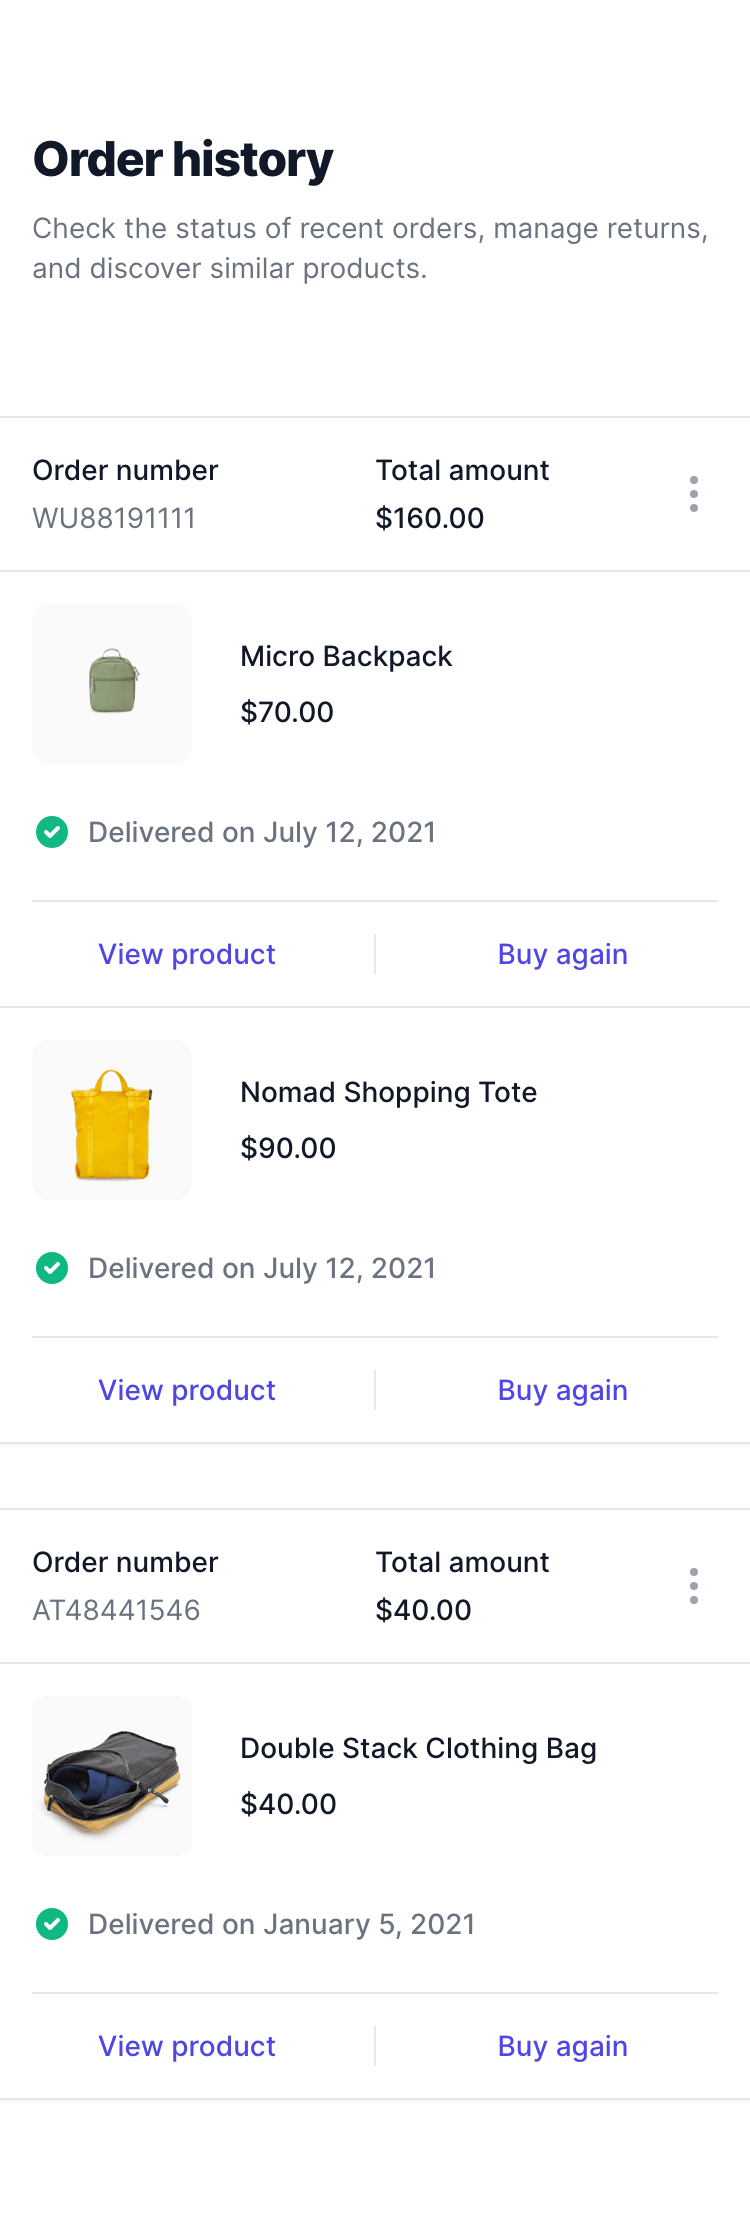 Order history
Check the status of recent orders, manage returns,
and discover similar products.
Order number
WU88191111
Total amount
$160.00
Micro Backpack
$70.00
Delivered on July 12, 2021
View product
Buy again
Nomad Shopping Tote
$90.00
Delivered on July 12, 2021
View product
Buy again
Order number
AT48441546
Total amount
$40.00
Double Stack Clothing Bag
$40.00
Delivered on January 5, 2021
View product
Buy again